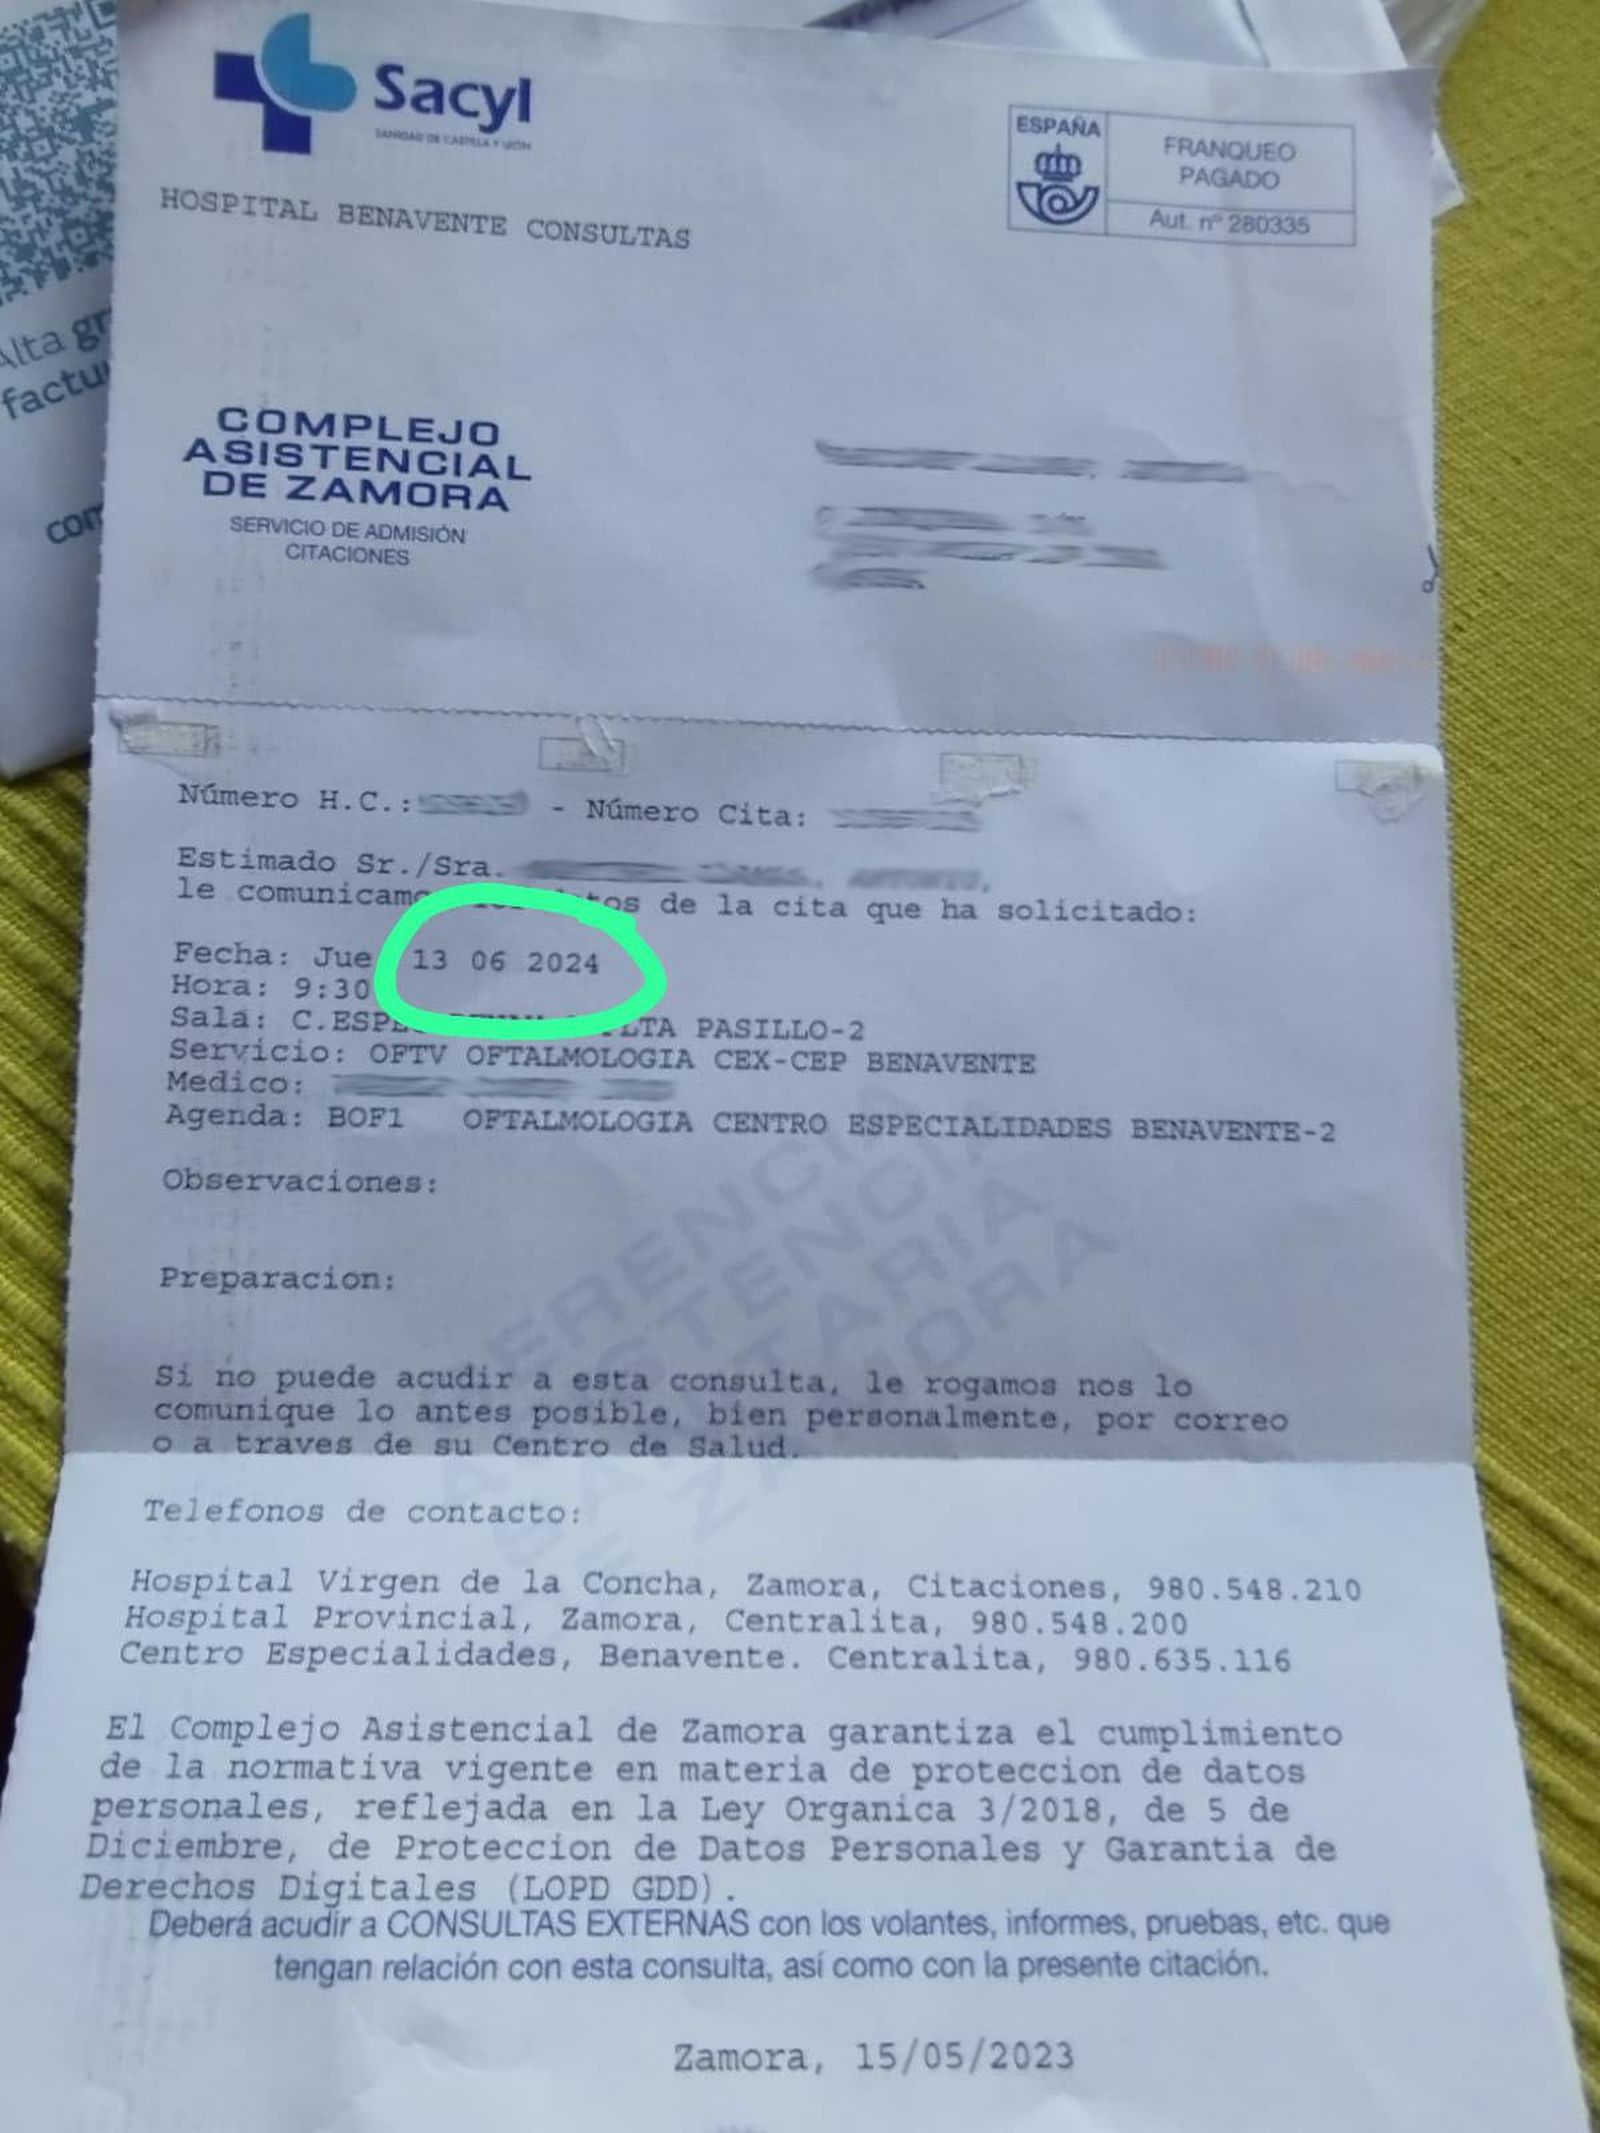 Sacyl
SANIDAD DE CASTILLA Y LEÓN
ESPAÑA
FRANQUEO
PAGADO
Aut. nº 280335
HOSPITAL BENAVENTE CONSULTAS
Alta
factu
COMPLEJO
ASISTENCIAL
DE ZAMORA
SERVICIO DE ADMISIÓN
CITACIONES
Número H.C.: - Número Cita:
Estimado Sr./Sra.
le comunicamo de la cita que ha solicitado:
Fecha: Jue 13 06 2024
Hora: 9:30
Sala: PASILLO-2
Servicio: OFTV OFTALMOLOGIA CEX-CEP BENAVENTE
Medico:
Agenda: BOF1 OFTALMOLOGIA CENTRO ESPECIALIDADES BENAVENTE-2
Observaciones:
Preparacion:
Si no puede acudir a esta consulta, le rogamos nos lo
comunique lo antes posible, bien personalmente, por correo
o a traves de su Centro de Salud.
Telefonos de contacto:
Hospital Virgen de la Concha, Zamora, Citaciones, 980.548.210
Hospital Provincial, Zamora, Centralita, 980.548.200
Centro Especialidades, Benavente. Centralita, 980.635.116
El Complejo Asistencial de Zamora garantiza el cumplimiento
de la normativa vigente en materia de proteccion de datos
personales, reflejada en la Ley Organica 3/2018, de 5 de
Diciembre, de Proteccion de Datos Personales y Garantia de
Derechos Digitales (LOPD GDD).
Deberá acudir a CONSULTAS EXTERNAS con los volantes, informes, pruebas, etc. que
tengan relación con esta consulta, así como con la presente citación.
Zamora, 15/05/2023